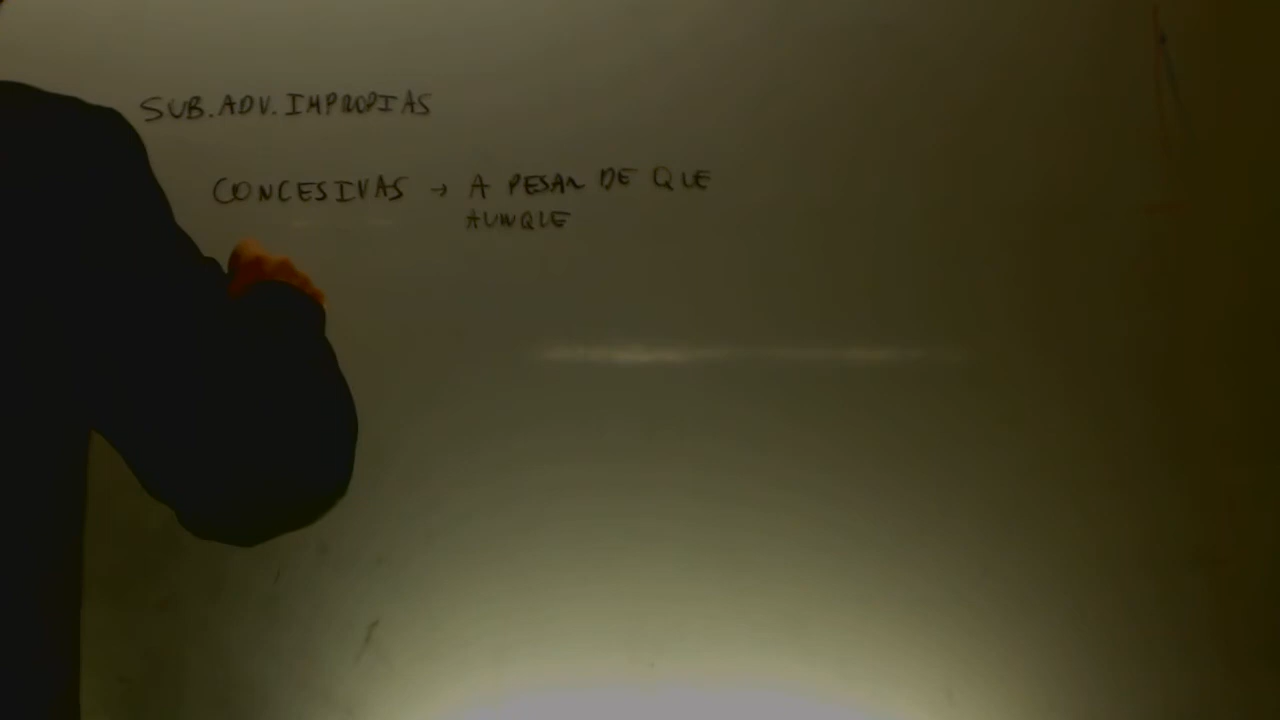 SUB. ADV. IMPROPIAS
CONCESIVAS → A PESAR DE QUE
AUNQUE